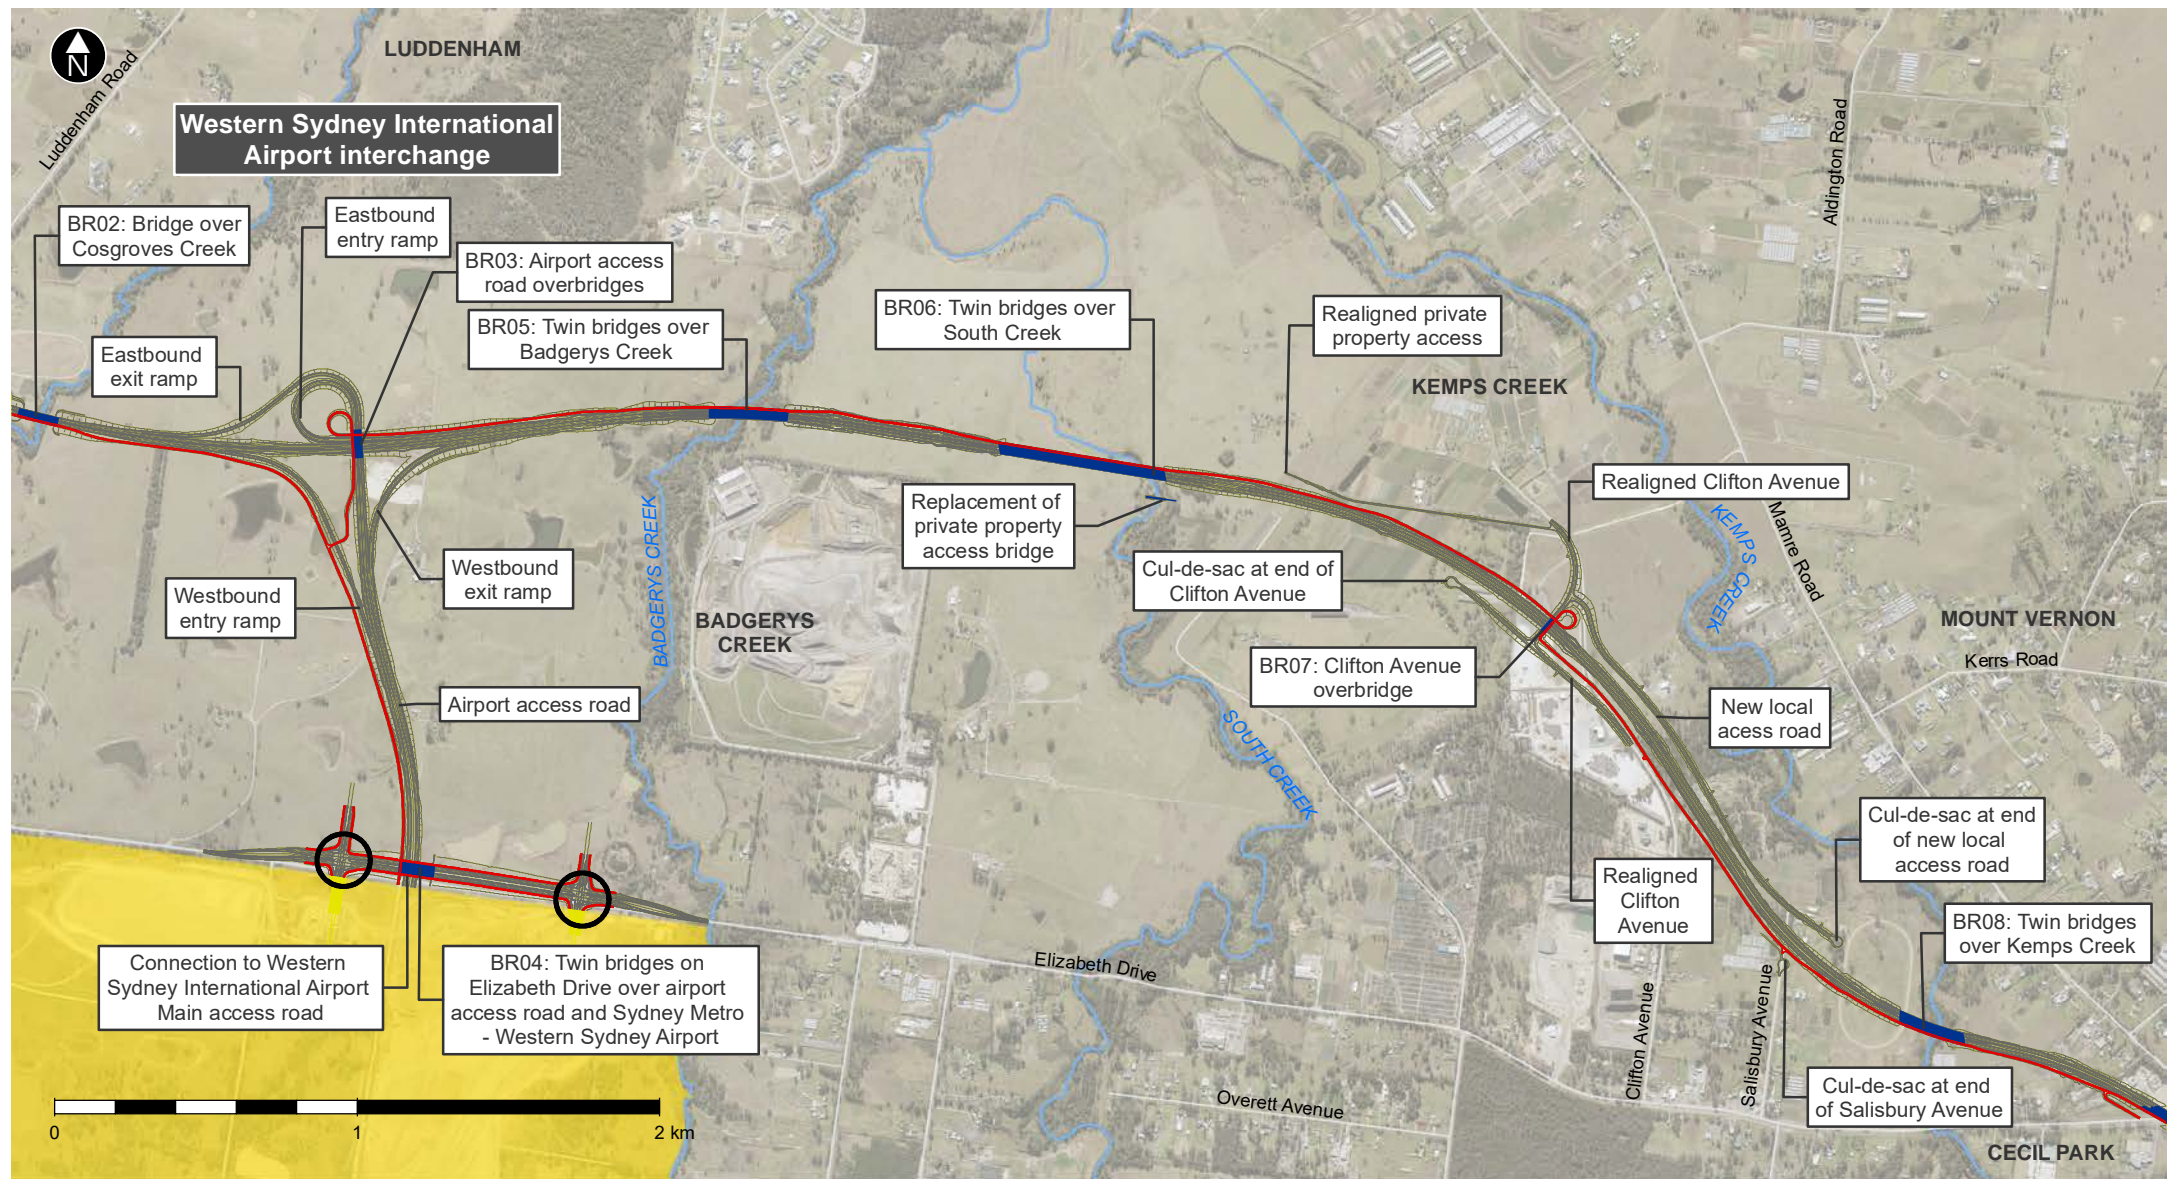 N
LUDDENHAM
Luddenham Road
Western Sydney International
Airport interchange
BR02: Bridge over
Cosgroves Creek
Eastbound
entry ramp
BR03: Airport access
road overbridges
BR05: Twin bridges over
Badgerys Creek
Eastbound
exit ramp
BR06: Twin bridges over
South Creek
Realigned private
property access
Aldington Road
KEMPS CREEK
Realigned Clifton Avenue
Replacement of
private property
access bridge
BADGERYS CREEK
KEMPS CREEK
Mamre Road
Westbound
exit ramp
Westbound
entry ramp
Cul-de-sac at end of
Clifton Avenue
BADGERYS
CREEK
MOUNT VERNON
Kerrs Road
BR07: Clifton Avenue
overbridge
Airport access road
New local
acess road
SOUTH CREEK
Cul-de-sac at end
of new local
access road
Realigned
Clifton
Avenue
BR08: Twin bridges
over Kemps Creek
Connection to Western
Sydney International Airport
Main access road
BR04: Twin bridges on
Elizabeth Drive over airport
access road and Sydney Metro
- Western Sydney Airport
Elizabeth Drive
Clifton Avenue
Salisbury Avenue
Cul-de-sac at end
of Salisbury Avenue
Overett Avenue
CECIL PARK
0
1
2 km